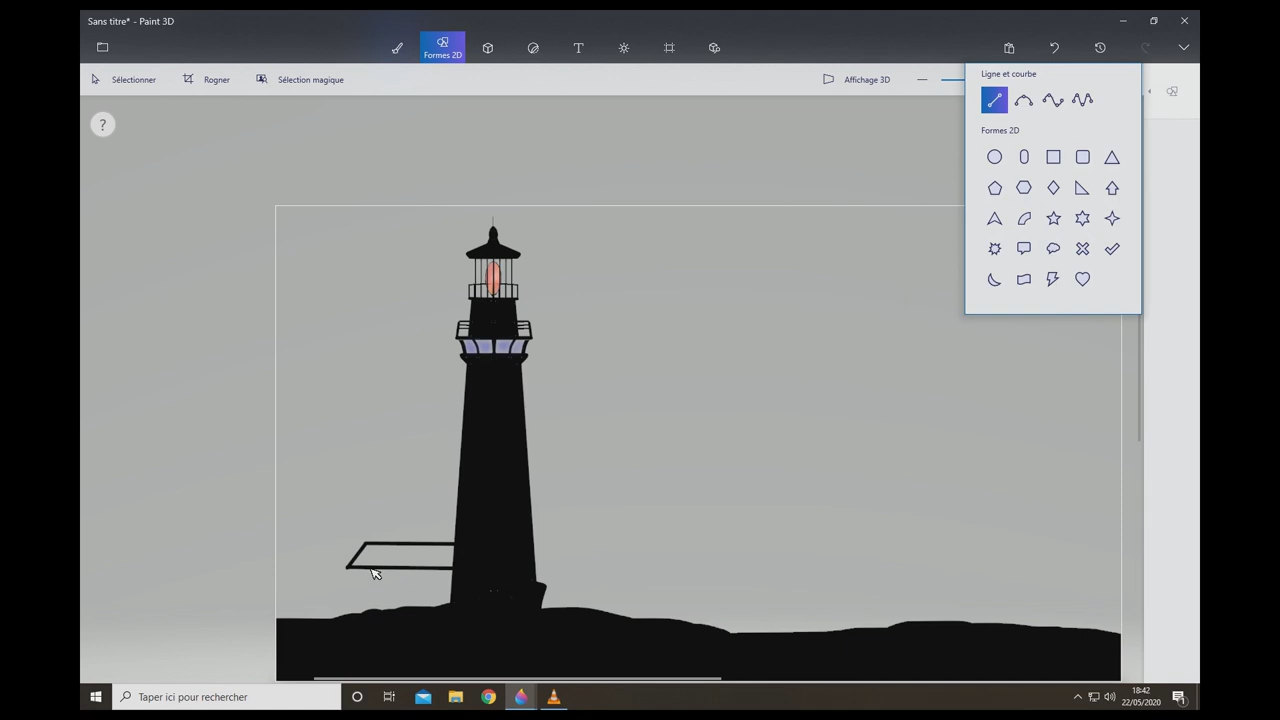 Sans titre* - Paint 3D
Formes 2D
Sélectionner
Rogner
Sélection magique
Affichage 3D
Ligne et courbe
Formes 2D
?
Taper ici pour rechercher
18:42
22/05/2020
1